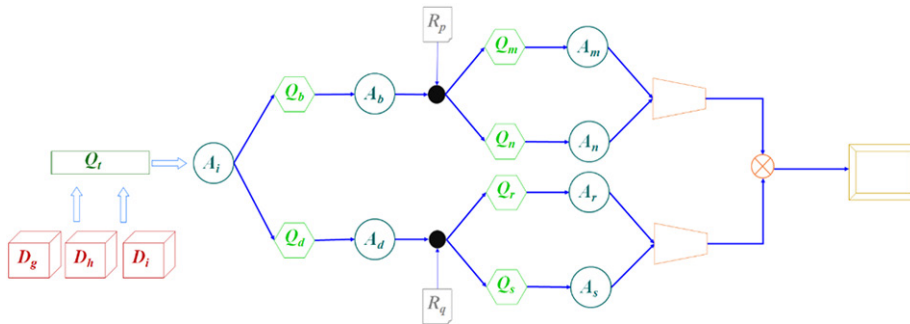 R_p
Q_m
A_m
Q_b
A_b
Q_n
A_n
Q_t
A_i
Q_r
A_r
Q_d
A_d
D_g
D_h
D_i
Q_s
A_s
R_q